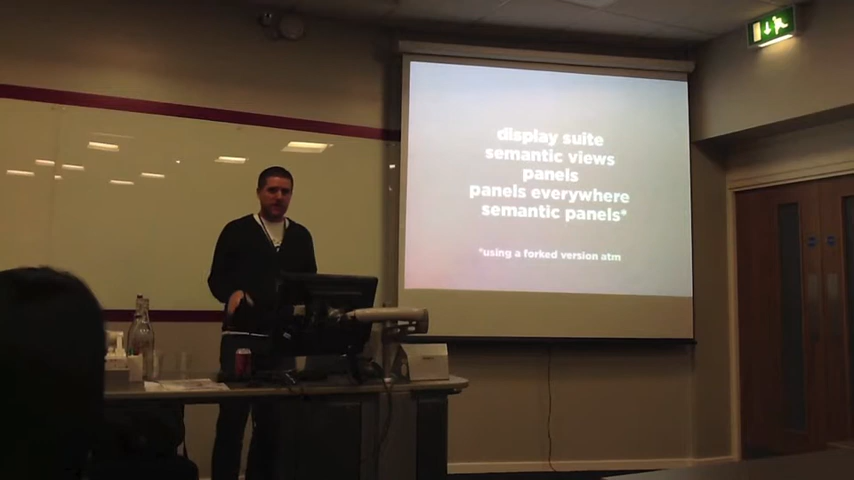 display suite
semantic views
panels
panels everywhere
semantic panels*
*using a forked version atm